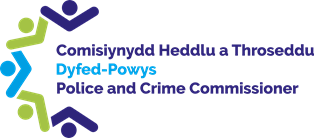 Comisiynydd Heddlu a Throseddu
Dyfed-Powys
Police and Crime Commissioner